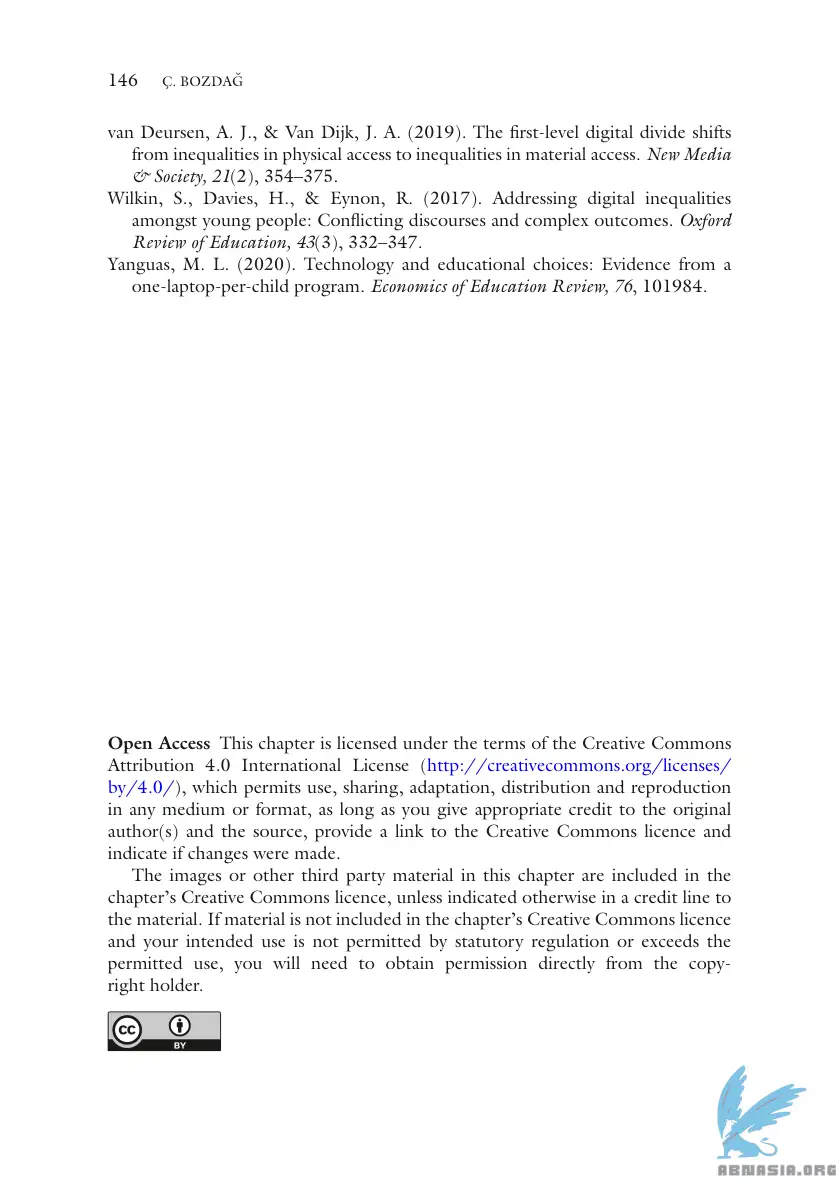 146 Ç. BOZDAĞ
van Deursen, A. J., & Van Dijk, J. A. (2019). The first-level digital divide shifts
from inequalities in physical access to inequalities in material access. New Media
& Society, 21(2), 354–375.
Wilkin, S., Davies, H., & Eynon, R. (2017). Addressing digital inequalities
amongst young people: Conflicting discourses and complex outcomes. Oxford
Review of Education, 43(3), 332–347.
Yanguas, M. L. (2020). Technology and educational choices: Evidence from a
one-laptop-per-child program. Economics of Education Review, 76, 101984.
Open Access This chapter is licensed under the terms of the Creative Commons
Attribution 4.0 International License (http://creativecommons.org/licenses/
by/4.0/), which permits use, sharing, adaptation, distribution and reproduction
in any medium or format, as long as you give appropriate credit to the original
author(s) and the source, provide a link to the Creative Commons licence and
indicate if changes were made.
The images or other third party material in this chapter are included in the
chapter’s Creative Commons licence, unless indicated otherwise in a credit line to
the material. If material is not included in the chapter’s Creative Commons licence
and your intended use is not permitted by statutory regulation or exceeds the
permitted use, you will need to obtain permission directly from the copy-
right holder.
cc
BY
ABNASIA.ORG